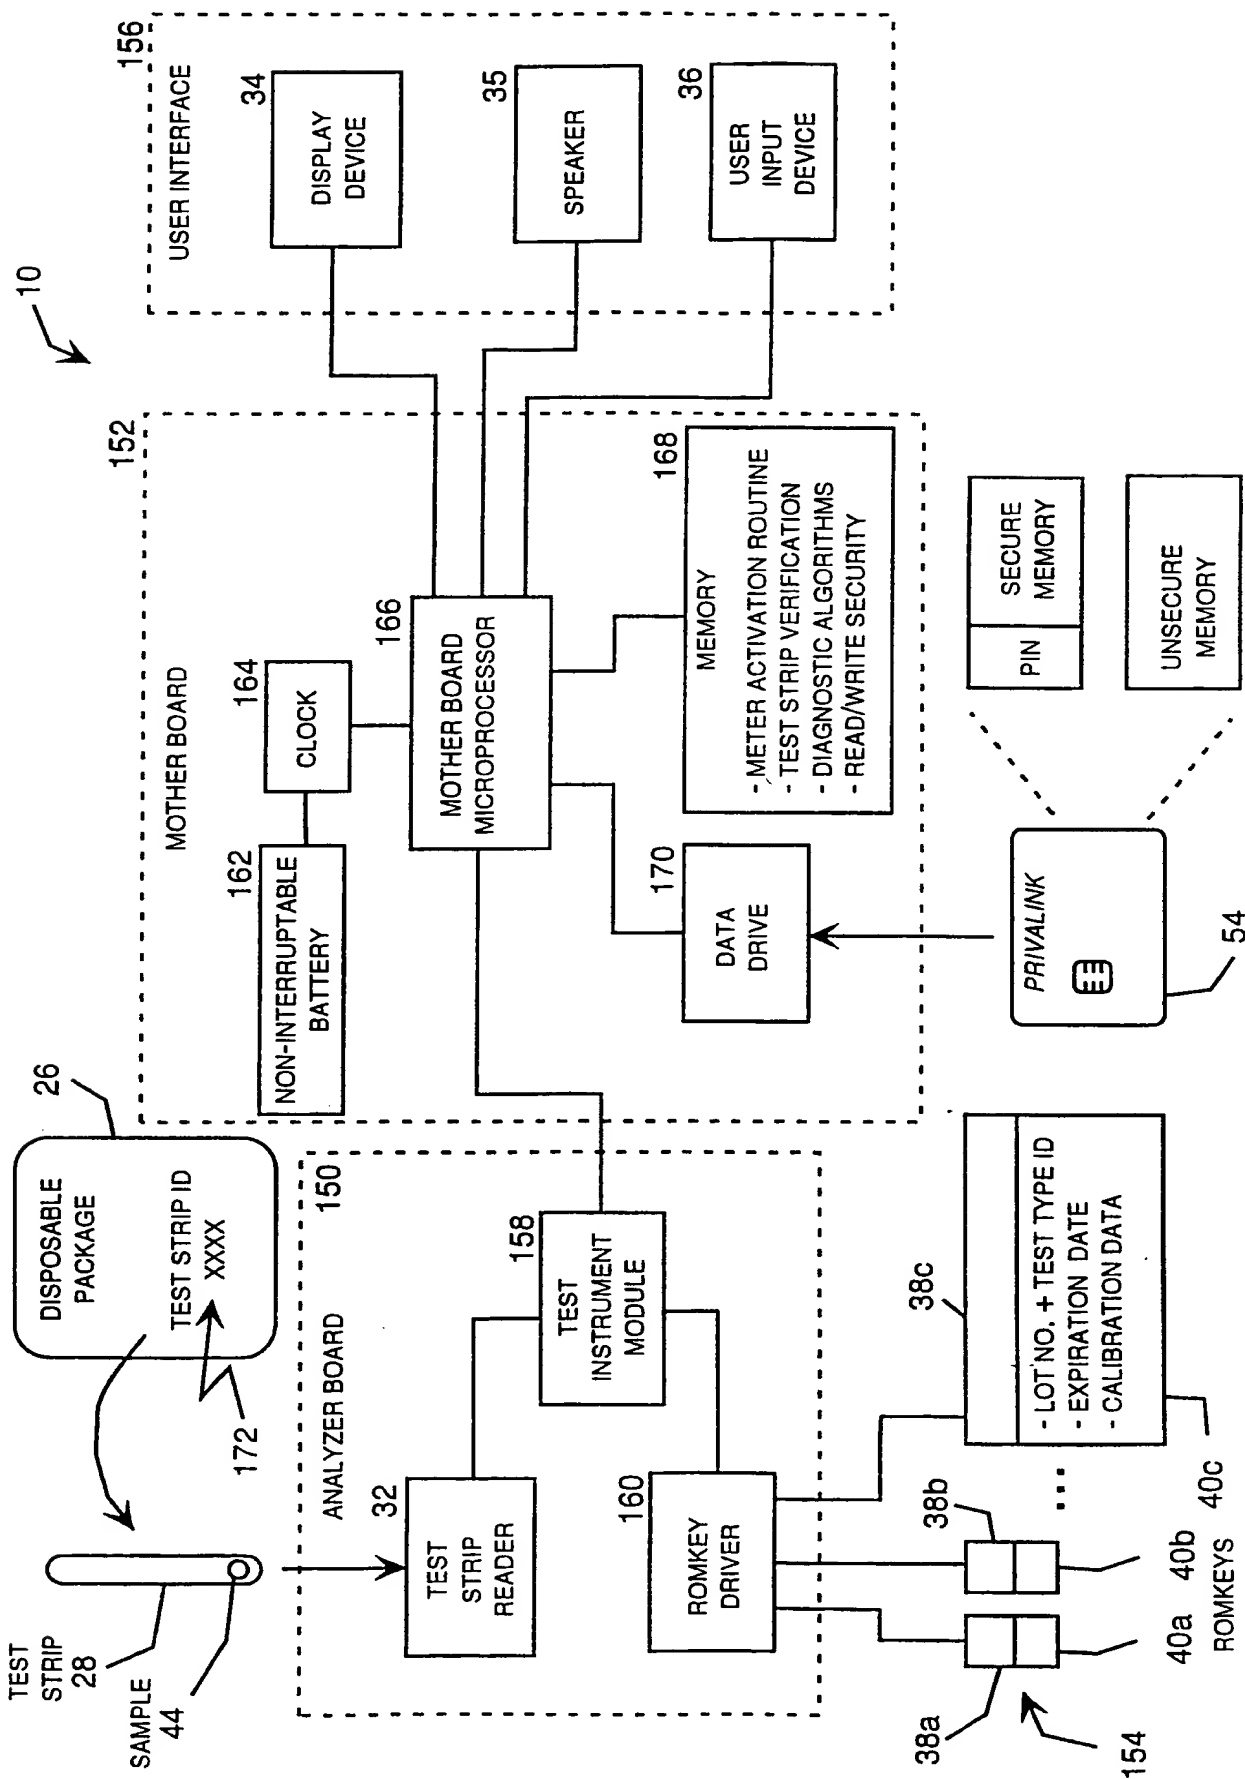 10
TEST
STRIP
28
SAMPLE
44
172
DISPOSABLE
PACKAGE
TEST STRIP ID
XXXX
26
150
ANALYZER BOARD
32
TEST
STRIP
READER
158
TEST
INSTRUMENT
MODULE
160
ROMKEY
DRIVER
38a
38b
38c
- LOT NO. + TEST TYPE ID
- EXPIRATION DATE
- CALIBRATION DATA
154
40a
40b
40c
ROMKEYS
152
MOTHER BOARD
162
NON-INTERRUPTABLE
BATTERY
164
CLOCK
166
MOTHER BOARD
MICROPROCESSOR
170
DATA
DRIVE
168
MEMORY
- METER ACTIVATION ROUTINE
- TEST STRIP VERIFICATION
- DIAGNOSTIC ALGORITHMS
- READ/WRITE SECURITY
PRIVALINK
54
PIN
SECURE
MEMORY
UNSECURE
MEMORY
156
USER INTERFACE
34
DISPLAY
DEVICE
35
SPEAKER
36
USER
INPUT
DEVICE